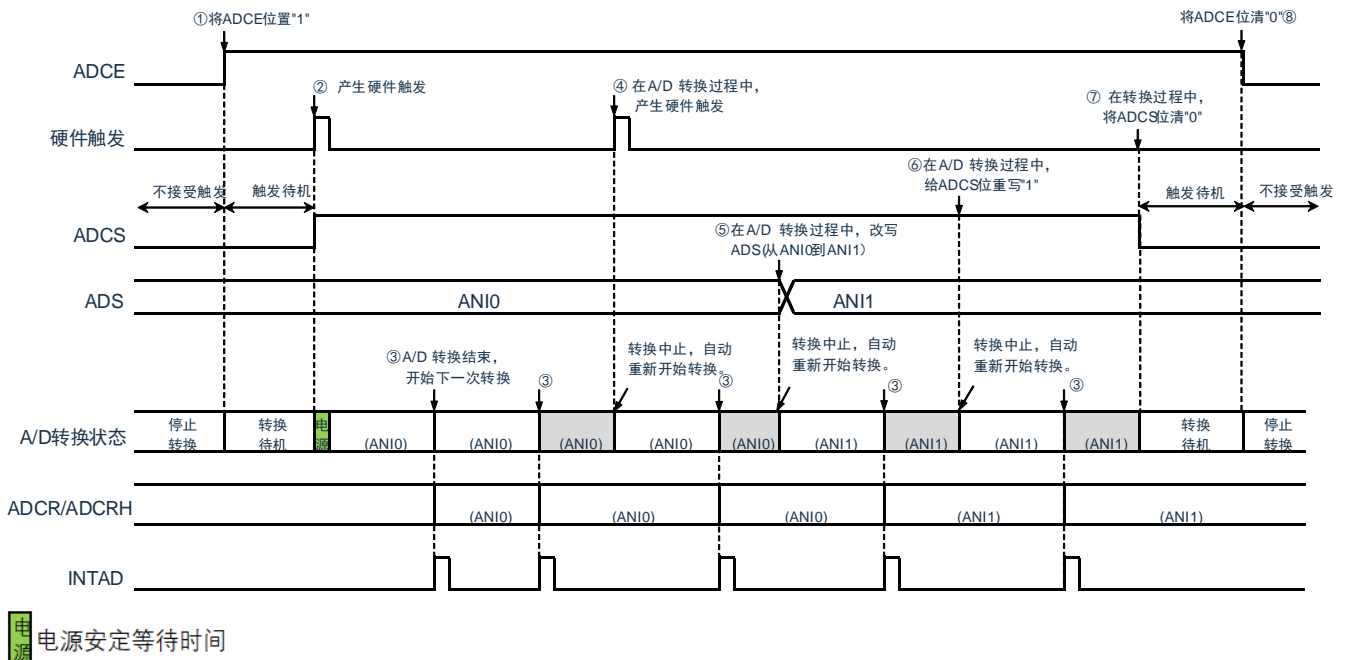 ①将ADCE位置"1"
将ADCE位清"0"⑧
ADCE
② 产生硬件触发
④ 在A/D 转换过程中，
产生硬件触发
⑦ 在转换过程中，
将ADCS位清"0"
硬件触发
⑥在A/D 转换过程中，
给ADCS位重写"1"
不接受触发
触发待机
触发待机
不接受触发
ADCS
⑤在A/D 转换过程中，改写
ADS(从ANI0到ANI1)
ADS
ANI0
ANI1
③A/D 转换结束，
开始下一次转换
③
转换中止，自动
重新开始转换。
③
转换中止，自动
重新开始转换。
③
转换中止，自动
重新开始转换。
③
A/D转换状态
停止
转换
转换
待机
电
源
(ANI0)
(ANI0)
(ANI0)
(ANI0)
(ANI0)
(ANI1)
(ANI1)
(ANI1)
(ANI1)
转换
待机
停止
转换
ADCR/ADCRH
(ANI0)
(ANI0)
(ANI0)
(ANI1)
(ANI1)
INTAD
电
源
电源安定等待时间